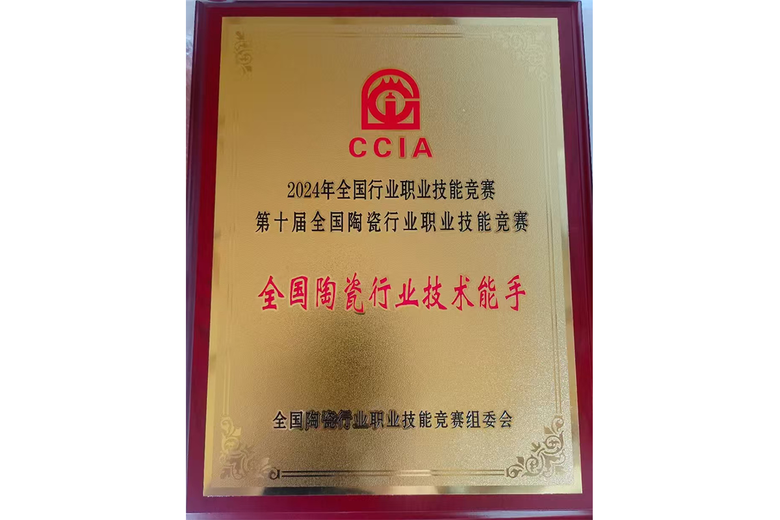 CCIA
2024年全国行业职业技能竞赛
第十届全国陶瓷行业职业技能竞赛
全国陶瓷行业技术能手
全国陶瓷行业职业技能竞赛组委会